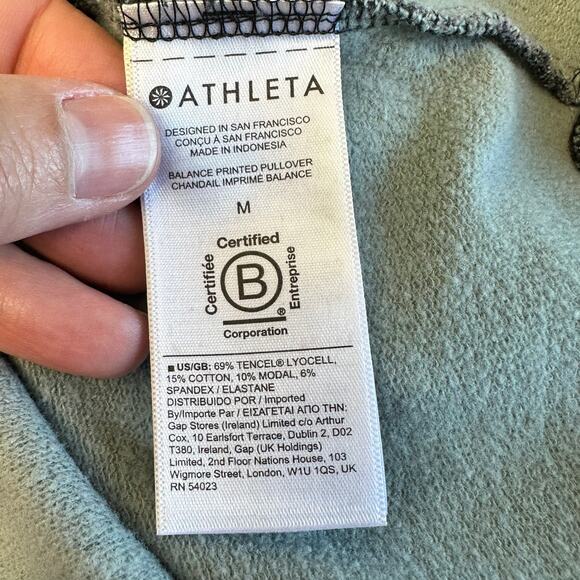 ATHLETA
DESIGNED IN SAN FRANCISCO
CONÇU À SAN FRANCISCO
MADE IN INDONESIA
BALANCE PRINTED PULLOVER
CHANDAIL IMPRIMÉ BALANCE
M
Certified
Certifiée
B
Entreprise
®
Corporation
US/GB: 69% TENCEL® LYOCELL,
15% COTTON, 10% MODAL, 6%
SPANDEX / ELASTANE
DISTRIBUIDO POR / Imported
By/Importe Par / ΕΙΣΑΓΕΤΑΙ ΑΠΟ ΤΗΝ:
Gap Stores (Ireland) Limited c/o Arthur
Cox, 10 Earlsfort Terrace, Dublin 2, D02
T380, Ireland, Gap (UK Holdings)
Limited, 2nd Floor Nations House, 103
Wigmore Street, London, W1U 1QS, UK
RN 54023